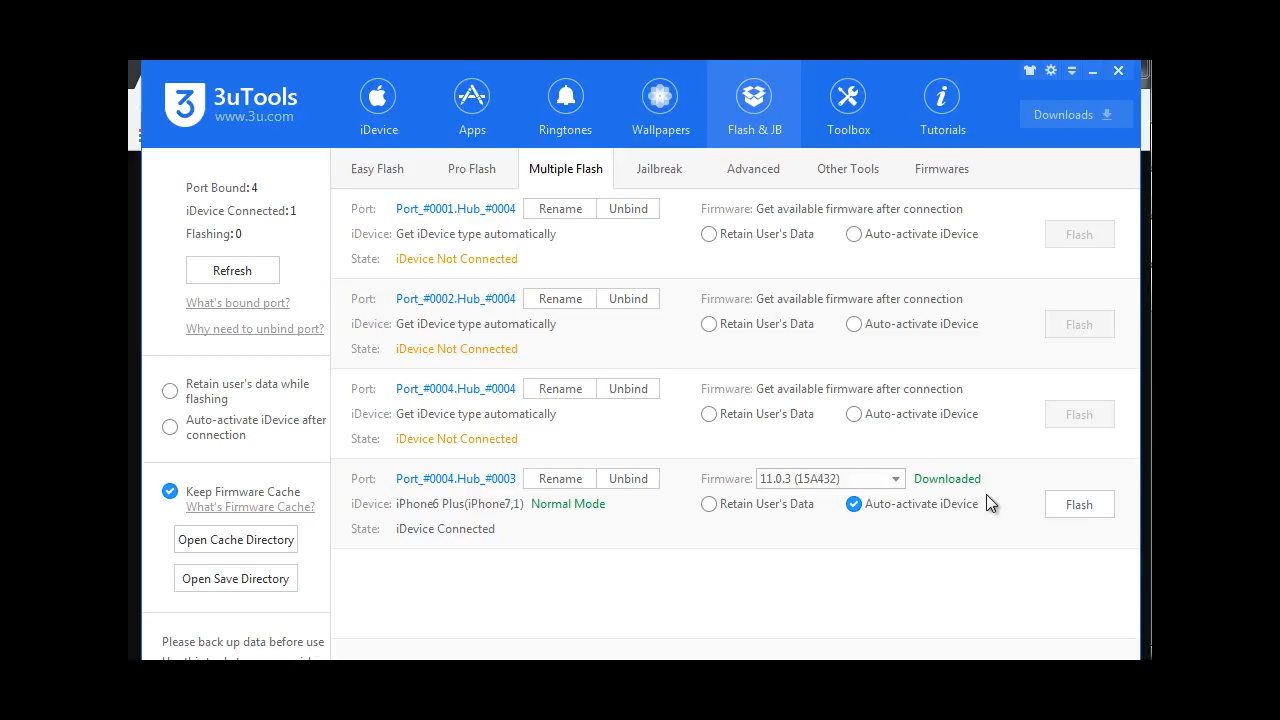 3 3uTools
www.3u.com
iDevice
Apps
Ringtones
Wallpapers
Flash & JB
Toolbox
i
Tutorials
Downloads
Easy Flash
Pro Flash
Multiple Flash
Jailbreak
Advanced
Other Tools
Firmwares
Port Bound: 4
iDevice Connected: 1
Flashing: 0
Refresh
What's bound port?
Why need to unbind port?
Retain user's data while
flashing
Auto-activate iDevice after
connection
Keep Firmware Cache
What's Firmware Cache?
Open Cache Directory
Open Save Directory
Please back up data before use
Port: Port_#0001.Hub_#0004 Rename Unbind Firmware: Get available firmware after connection
iDevice: Get iDevice type automatically Retain User's Data Auto-activate iDevice Flash
State: iDevice Not Connected
Port: Port_#0002.Hub_#0004 Rename Unbind Firmware: Get available firmware after connection
iDevice: Get iDevice type automatically Retain User's Data Auto-activate iDevice Flash
State: iDevice Not Connected
Port: Port_#0004.Hub_#0004 Rename Unbind Firmware: Get available firmware after connection
iDevice: Get iDevice type automatically Retain User's Data Auto-activate iDevice Flash
State: iDevice Not Connected
Port: Port_#0004.Hub_#0003 Rename Unbind Firmware: 11.0.3 (15A432) Downloaded
iDevice: iPhone6 Plus(iPhone7,1) Normal Mode Retain User's Data Auto-activate iDevice Flash
State: iDevice Connected